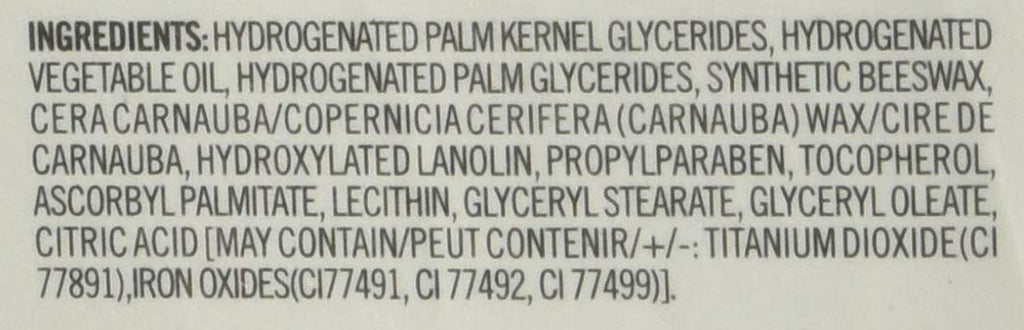 INGREDIENTS: HYDROGENATED PALM KERNEL GLYCERIDES, HYDROGENATED
VEGETABLE OIL, HYDROGENATED PALM GLYCERIDES, SYNTHETIC BEESWAX,
CERA CARNAUBA/COPERNICIA CERIFERA (CARNAUBA) WAX/CIRE DE
CARNAUBA, HYDROXYLATED LANOLIN, PROPYLPARABEN, TOCOPHEROL,
ASCORBYL PALMITATE, LECITHIN, GLYCERYL STEARATE, GLYCERYL OLEATE,
CITRIC ACID [MAY CONTAIN/PEUT CONTENIR/+/-: TITANIUM DIOXIDE(CI
77891),IRON OXIDES(CI77491, CI 77492, CI 77499)].